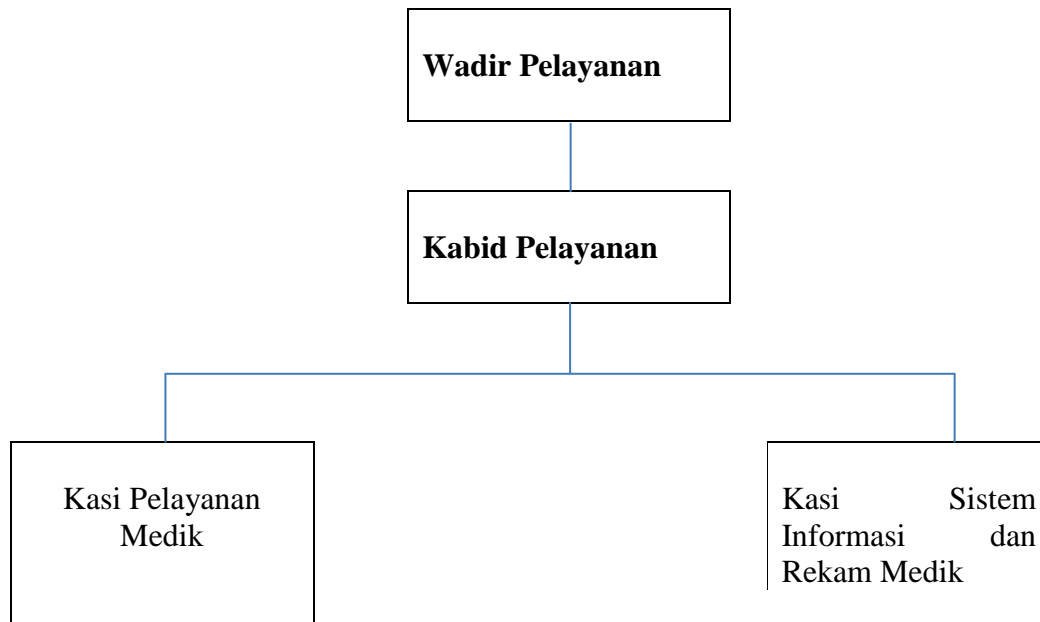 Wadir Pelayanan
Kabid Pelayanan
Kasi Pelayanan
Medik
Kasi Sistem
Informasi dan
Rekam Medik